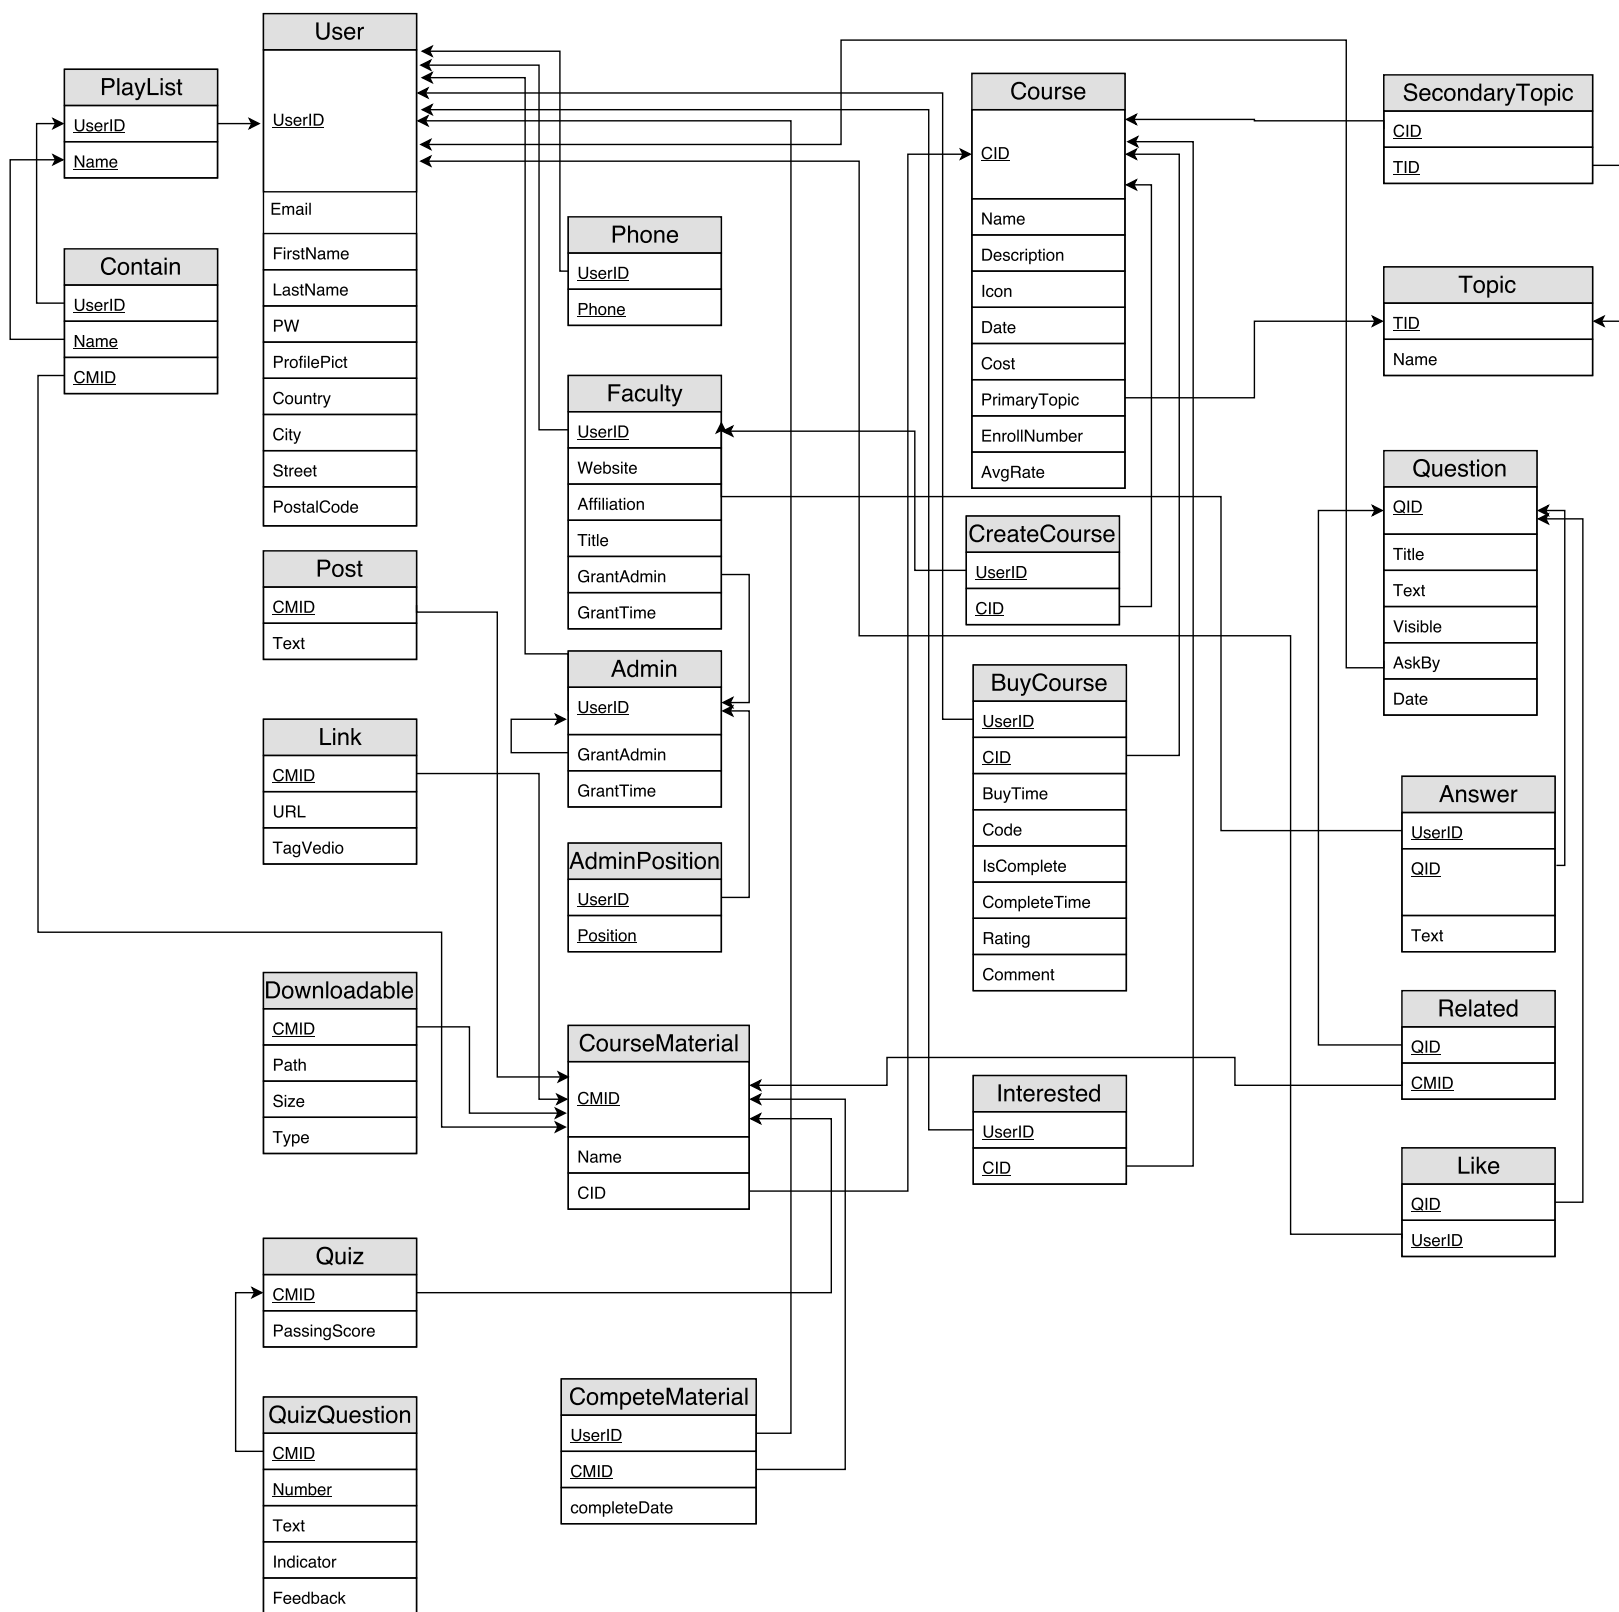 User
UserID
Email
FirstName
LastName
PW
ProfilePict
Country
City
Street
PostalCode
PlayList
UserID
Name
Contain
UserID
Name
CMID
Phone
UserID
Phone
Faculty
UserID
Website
Affiliation
Title
GrantAdmin
GrantTime
Admin
UserID
GrantAdmin
GrantTime
AdminPosition
UserID
Position
Post
CMID
Text
Link
CMID
URL
TagVedio
Downloadable
CMID
Path
Size
Type
CourseMaterial
CMID
Name
CID
Quiz
CMID
PassingScore
QuizQuestion
CMID
Number
Text
Indicator
Feedback
CompeteMaterial
UserID
CMID
completeDate
Course
CID
Name
Description
Icon
Date
Cost
PrimaryTopic
EnrollNumber
AvgRate
CreateCourse
UserID
CID
BuyCourse
UserID
CID
BuyTime
Code
IsComplete
CompleteTime
Rating
Comment
Interested
UserID
CID
SecondaryTopic
CID
TID
Topic
TID
Name
Question
QID
Title
Text
Visible
AskBy
Date
Answer
UserID
QID
Text
Related
QID
CMID
Like
QID
UserID